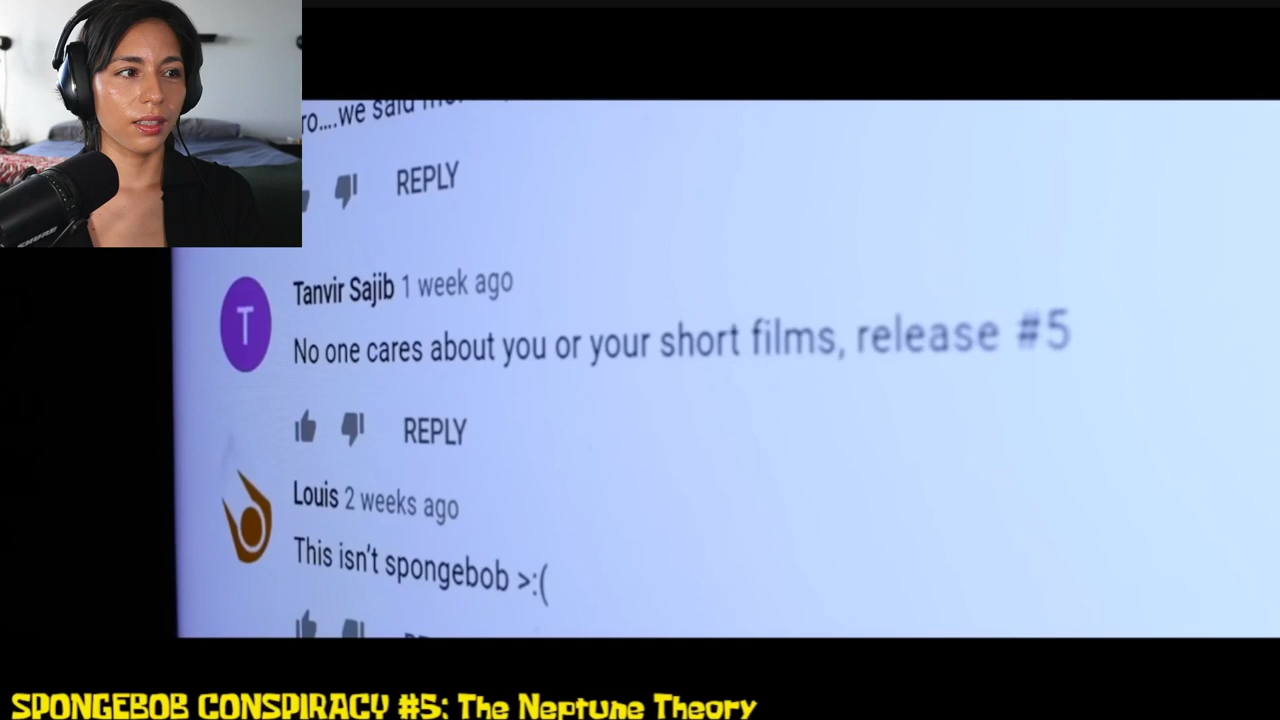 REPLY
Tanvir Sajib 1 week ago
No one cares about you or your short films, release #5
REPLY
Louis 2 weeks ago
This isn't spongebob >:(
SPONGEBOB CONSPIRACY #5: The Neptune Theory
SHURE
T